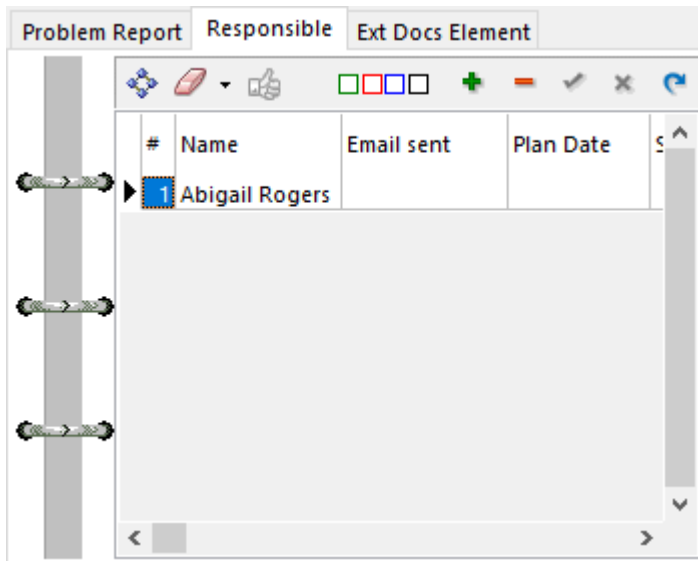 Problem Report Responsible Ext Docs Element
# Name Email sent Plan Date
1 Abigail Rogers